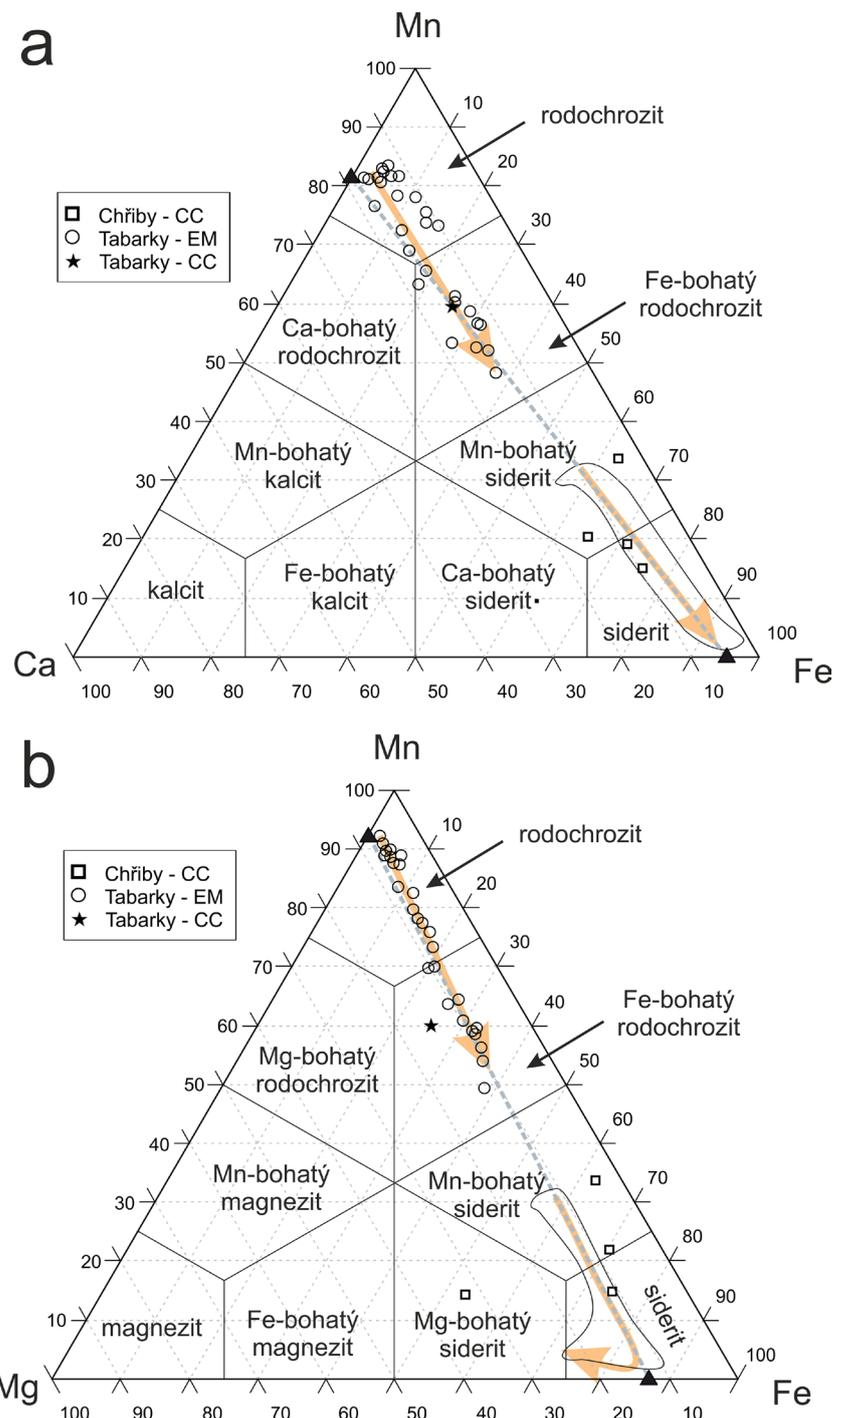 a
Mn
100
10
rodochrozit
90
20
80
Chřiby - CC
Tabarky - EM
Tabarky - CC
30
70
40
Fe-bohatý
rodochrozit
60
Ca-bohatý
rodochrozit
50
50
60
40
Mn-bohatý
kalcit
Mn-bohatý
siderit
70
30
80
20
kalcit
Fe-bohatý
kalcit
Ca-bohatý
siderit
90
10
siderit
100
Ca
Fe
100 90 80 70 60 50 40 30 20 10
b
Mn
100
10
rodochrozit
90
Chřiby - CC
Tabarky - EM
Tabarky - CC
20
80
30
70
40
Fe-bohatý
rodochrozit
60
Mg-bohatý
rodochrozit
50
50
60
40
Mn-bohatý
magnezit
Mn-bohatý
siderit
70
30
80
20
siderit
90
10
magnezit
Fe-bohatý
magnezit
Mg-bohatý
siderit
100
Mg
Fe
100 90 80 70 60 50 40 30 20 10